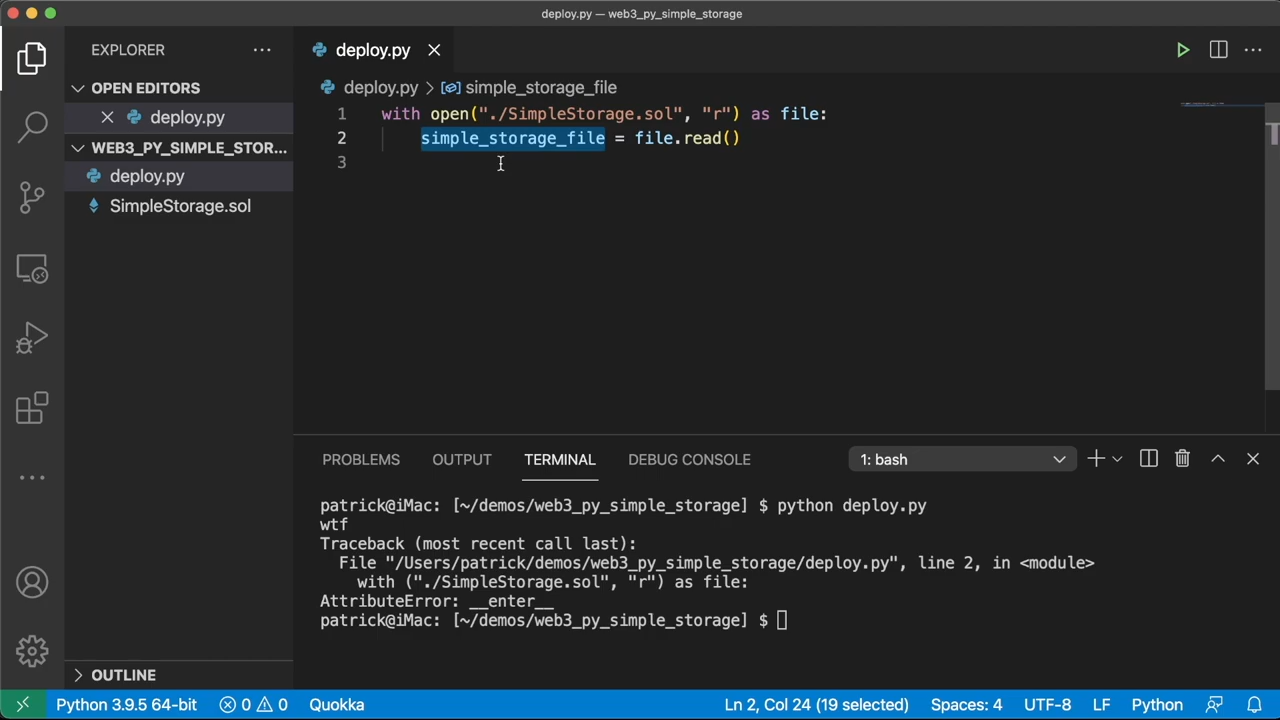 deploy.py — web3_py_simple_storage
EXPLORER
OPEN EDITORS
deploy.py
WEB3_PY_SIMPLE_STOR...
deploy.py
SimpleStorage.sol
OUTLINE
deploy.py
deploy.py > simple_storage_file
1 with open("./SimpleStorage.sol", "r") as file:
2 simple_storage_file = file.read()
3
PROBLEMS OUTPUT TERMINAL DEBUG CONSOLE 1: bash
patrick@iMac: [~/demos/web3_py_simple_storage] $ python deploy.py
wtf
Traceback (most recent call last):
File "/Users/patrick/demos/web3_py_simple_storage/deploy.py", line 2, in <module>
with ("./SimpleStorage.sol", "r") as file:
AttributeError: __enter__
patrick@iMac: [~/demos/web3_py_simple_storage] $
Python 3.9.5 64-bit 0 0 Quokka Ln 2, Col 24 (19 selected) Spaces: 4 UTF-8 LF Python